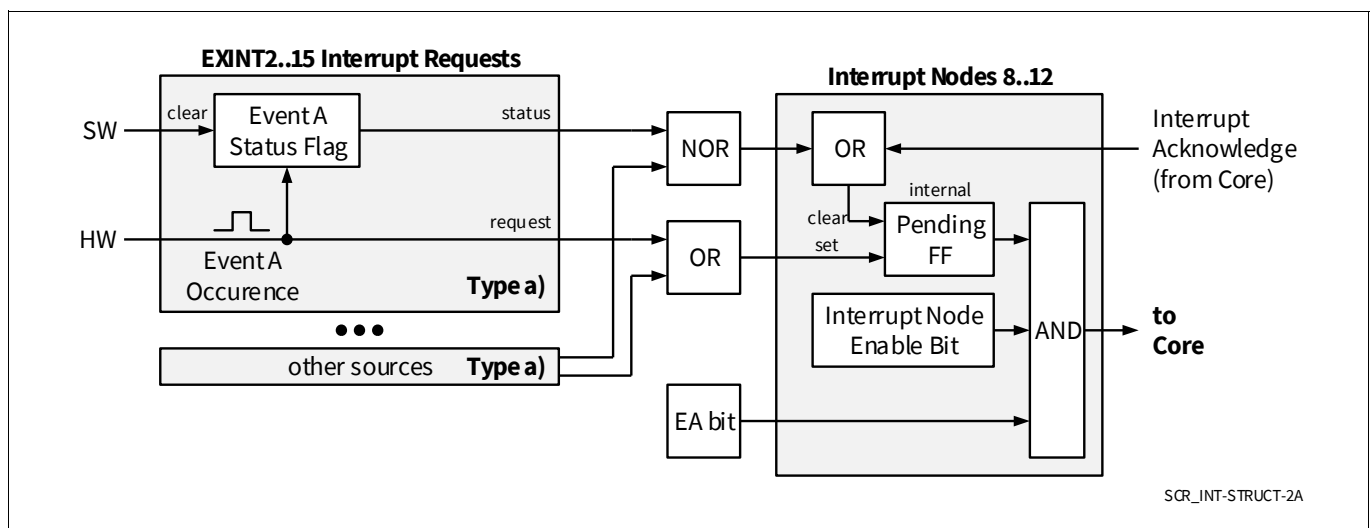 EXINT2..15 Interrupt Requests
SW
clear
Event A
Status Flag
status
HW
request
Event A
Occurence
Type a)
•••
other sources
Type a)
NOR
OR
EA bit
Interrupt Nodes 8..12
OR
internal
clear
Pending
FF
set
Interrupt Node
Enable Bit
AND
Interrupt
Acknowledge
(from Core)
to
Core
SCR_INT-STRUCT-2A